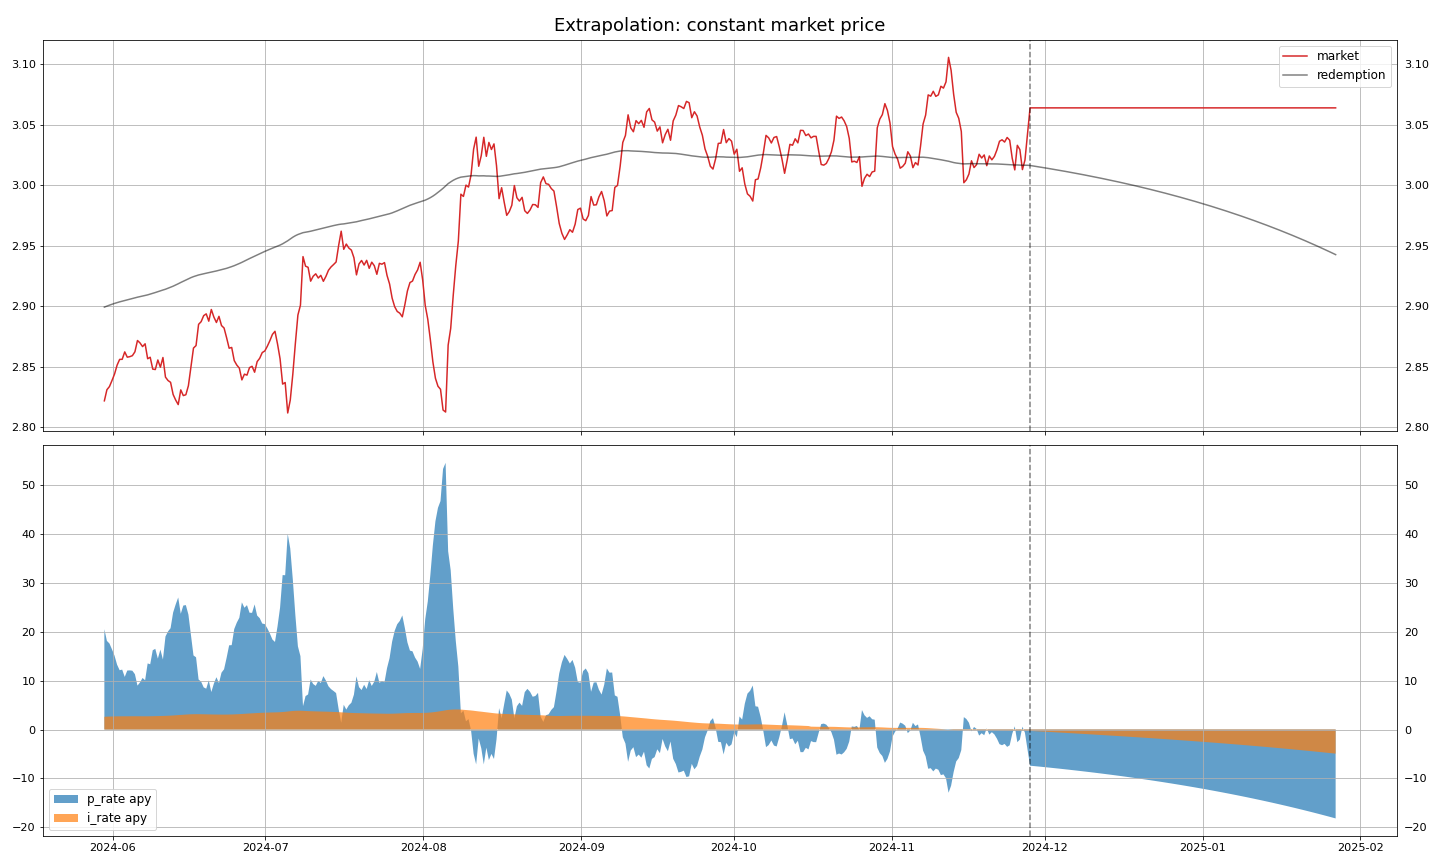 Extrapolation: constant market price
3.10 3.10
market
redemption
3.05 3.05
3.00 3.00
2.95 2.95
2.90 2.90
2.85 2.85
2.80 2.80
50 50
40 40
30 30
20 20
10 10
0 0
−10 −10
p_rate apy
i_rate apy
−20 −20
2024-06 2024-07 2024-08 2024-09 2024-10 2024-11 2024-12 2025-01 2025-02